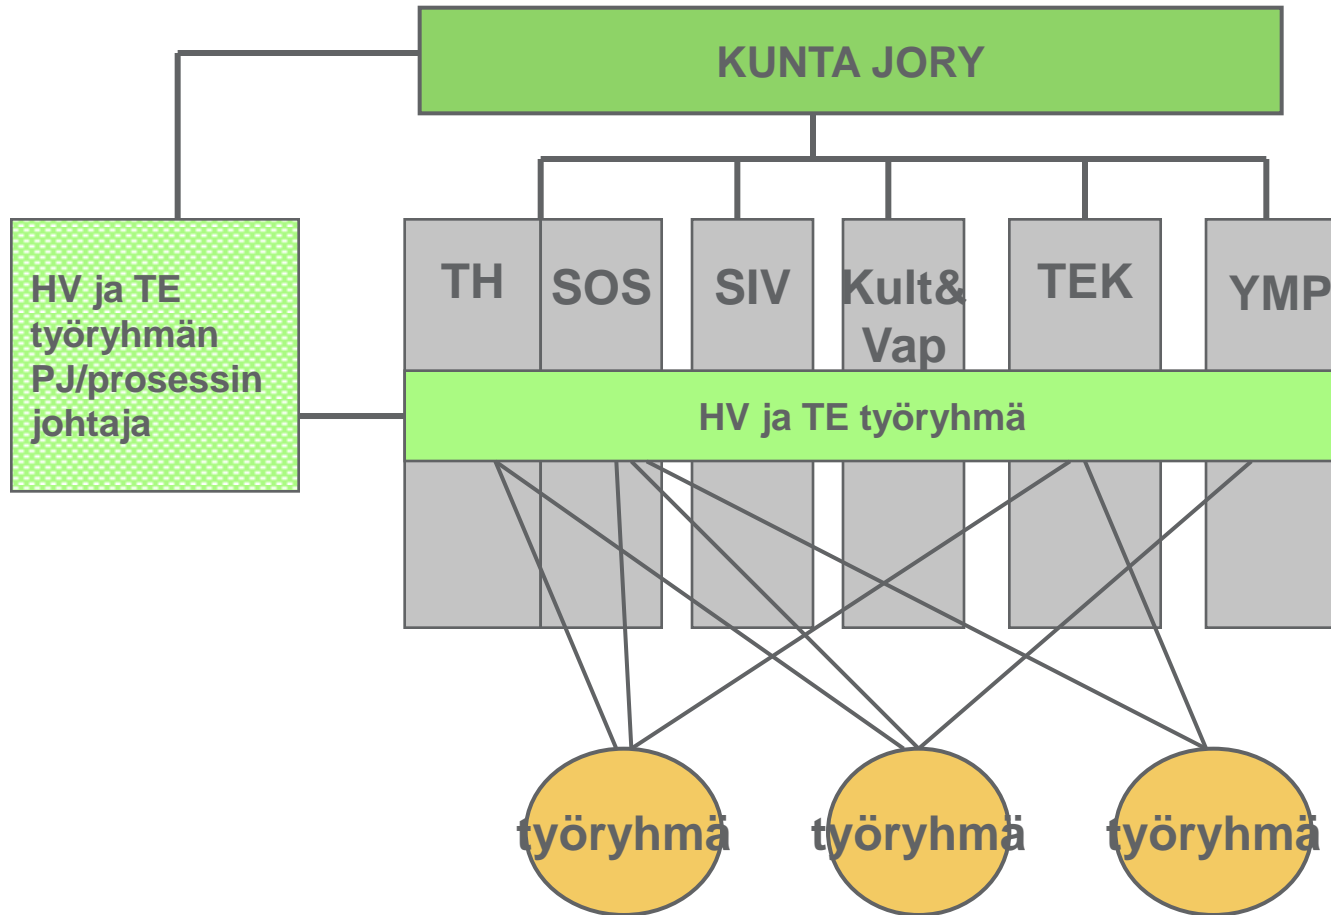 KUNTA JORY
HV ja TE
työryhmän
PJ/prosessin
johtaja
TH
SOS
SIV
Kult&
Vap
TEK
YMP
HV ja TE työryhmä
työryhmä
työryhmä
työryhmä